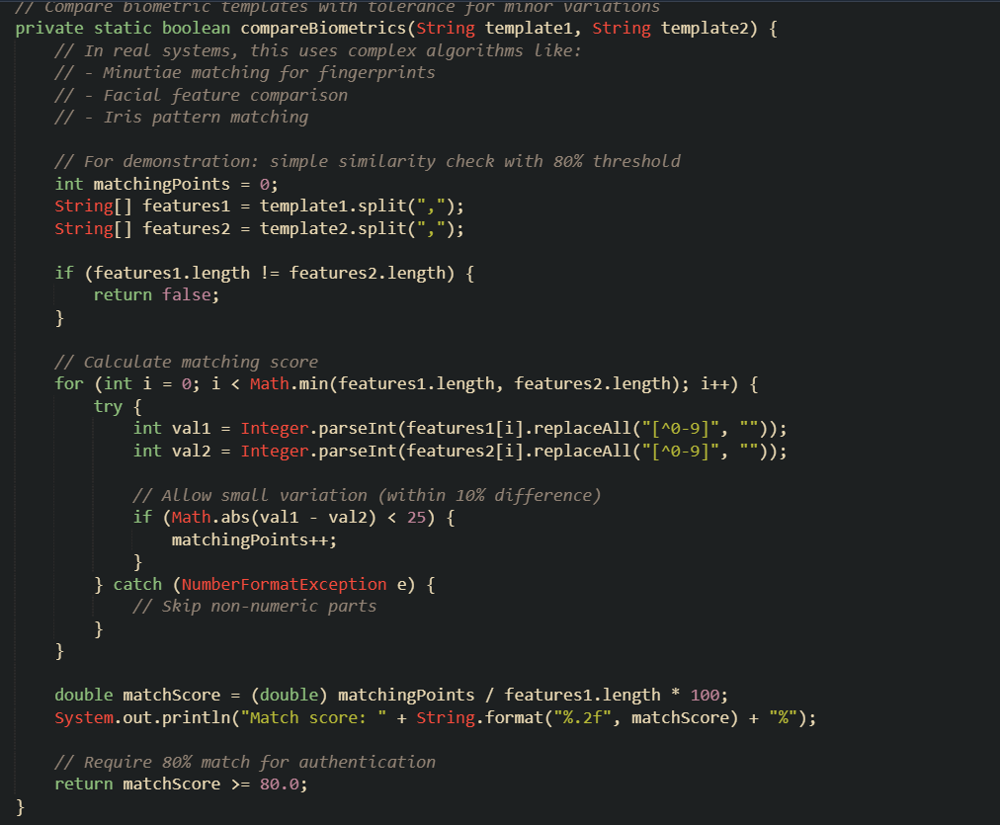 // Compare biometric templates with tolerance for minor variations
private static boolean compareBiometrics(String template1, String template2) {
    // In real systems, this uses complex algorithms like:
    // - Minutiae matching for fingerprints
    // - Facial feature comparison
    // - Iris pattern matching

    // For demonstration: simple similarity check with 80% threshold
    int matchingPoints = 0;
    String[] features1 = template1.split(",");
    String[] features2 = template2.split(",");

    if (features1.length != features2.length) {
        return false;
    }

    // Calculate matching score
    for (int i = 0; i < Math.min(features1.length, features2.length); i++) {
        try {
            int val1 = Integer.parseInt(features1[i].replaceAll("[^0-9]", ""));
            int val2 = Integer.parseInt(features2[i].replaceAll("[^0-9]", ""));

            // Allow small variation (within 10% difference)
            if (Math.abs(val1 - val2) < 25) {
                matchingPoints++;
            }
        } catch (NumberFormatException e) {
            // Skip non-numeric parts
        }
    }

    double matchScore = (double) matchingPoints / features1.length * 100;
    System.out.println("Match score: " + String.format("%.2f", matchScore) + "%");

    // Require 80% match for authentication
    return matchScore >= 80.0;
}